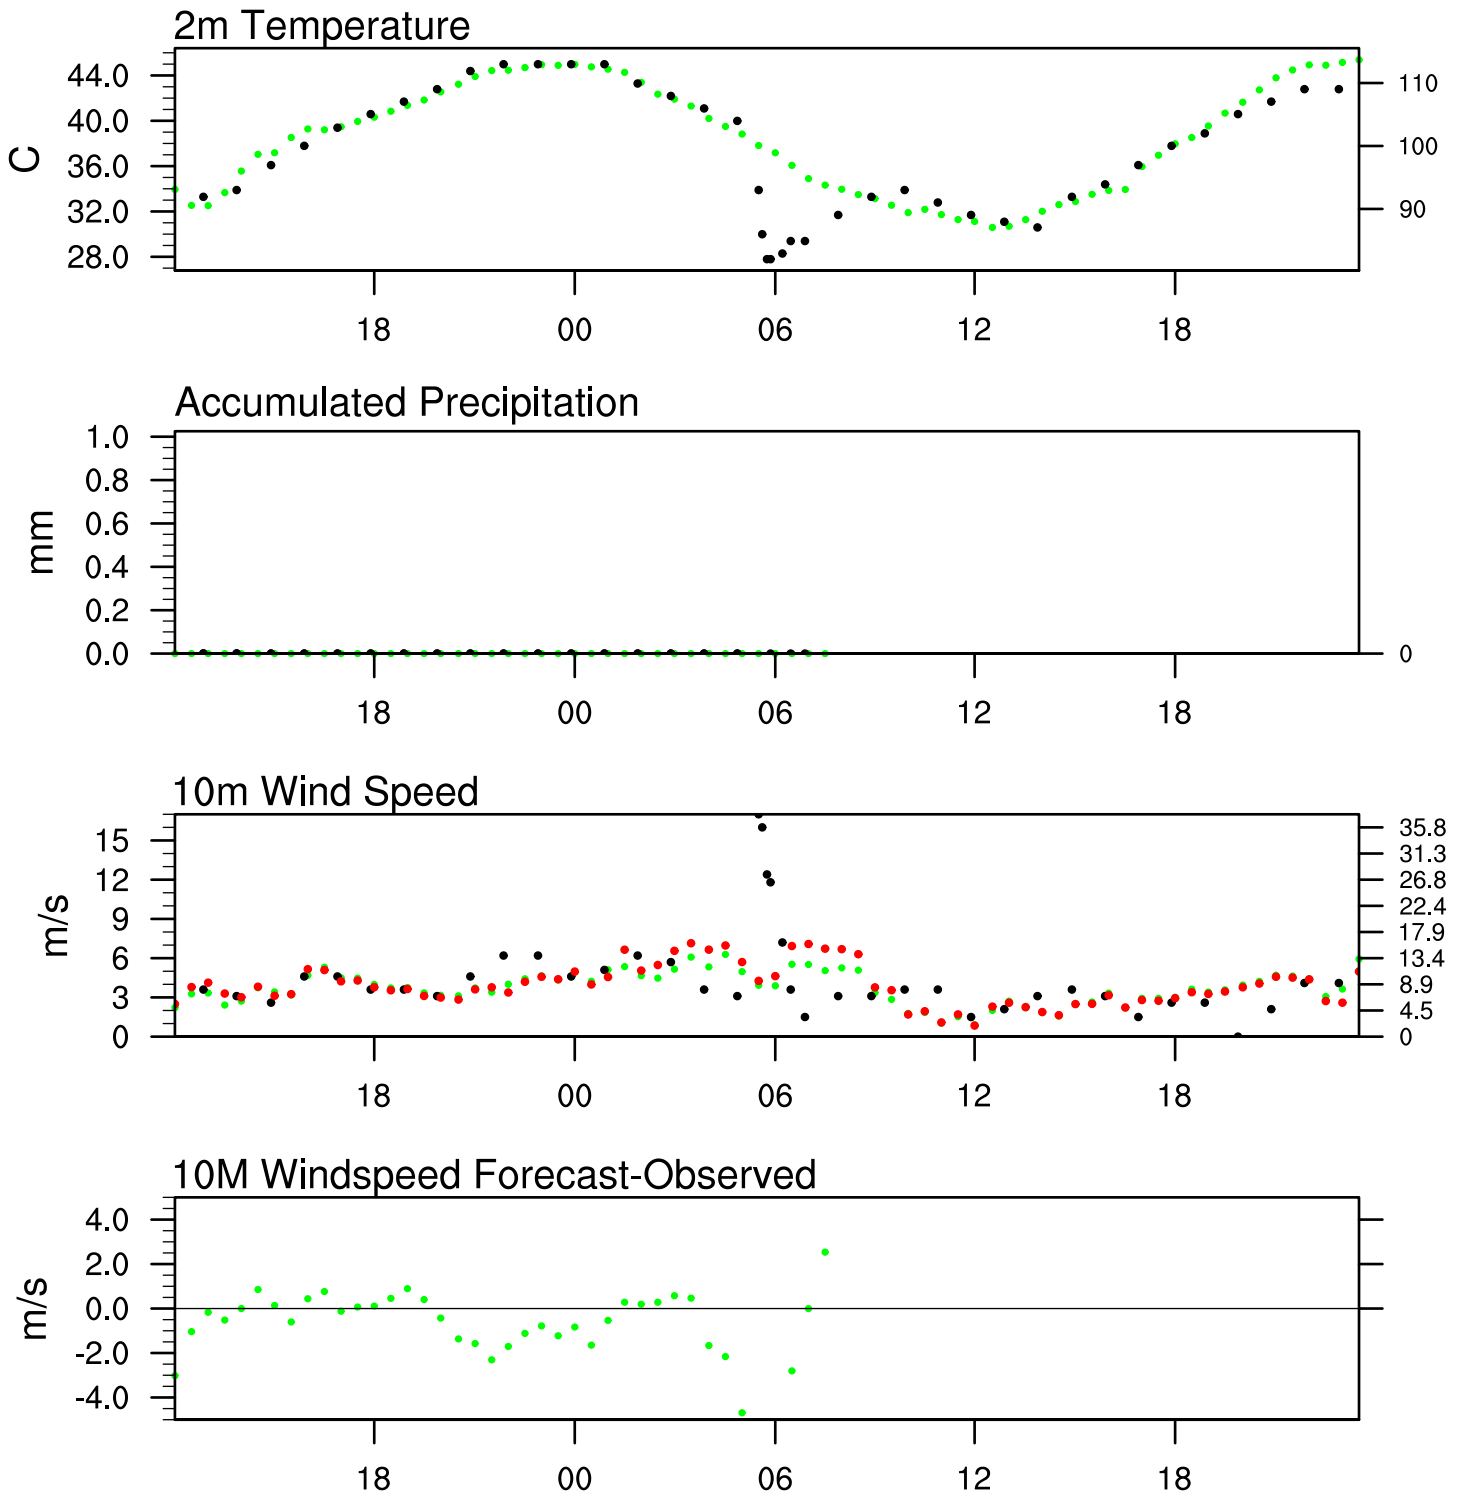 2m Temperature
44.0
40.0
36.0
32.0
28.0
C
110
100
90
18 00 06 12 18
Accumulated Precipitation
1.0
0.8
0.6
0.4
0.2
0.0
mm
0
18 00 06 12 18
10m Wind Speed
15
12
9
6
3
0
m/s
35.8
31.3
26.8
22.4
17.9
13.4
8.9
4.5
0
18 00 06 12 18
10M Windspeed Forecast-Observed
4.0
2.0
0.0
-2.0
-4.0
m/s
18 00 06 12 18